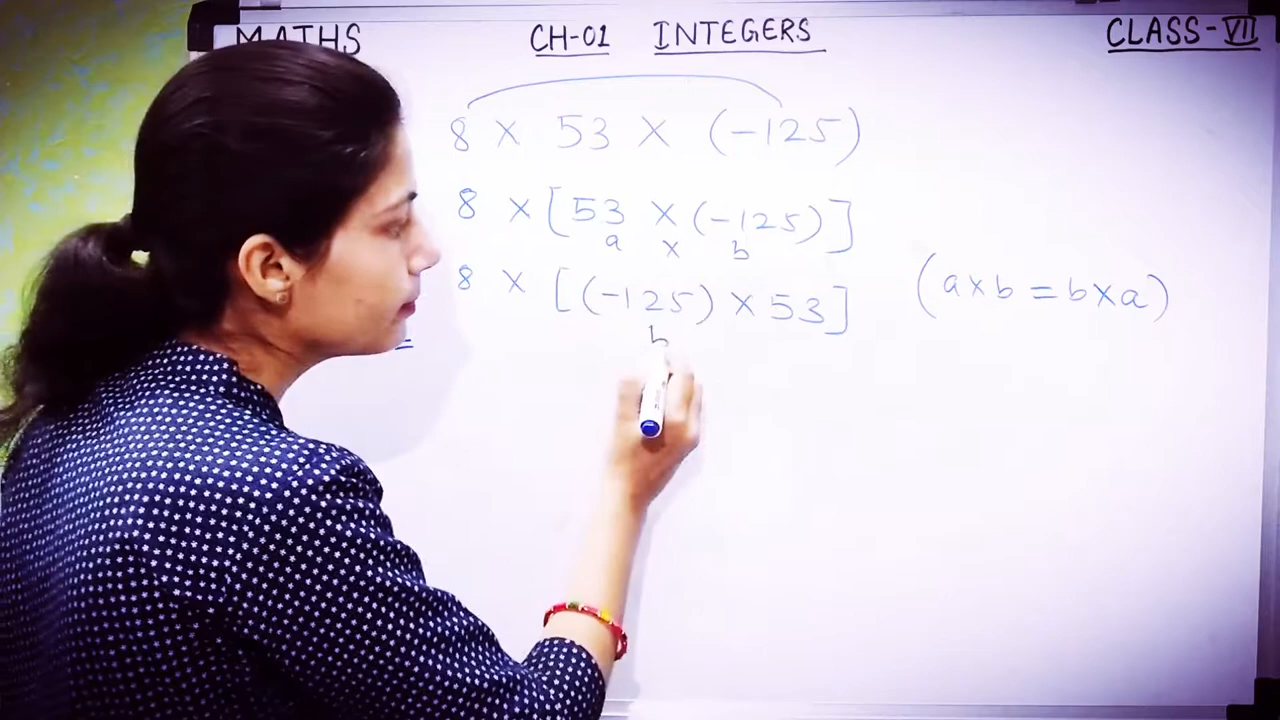 MATHS CH-01 INTEGERS CLASS-VII
8 × 53 × (-125)
8 × [53 × (-125)]
a × b
8 × [(-125) × 53] (a×b = b×a)
=
b